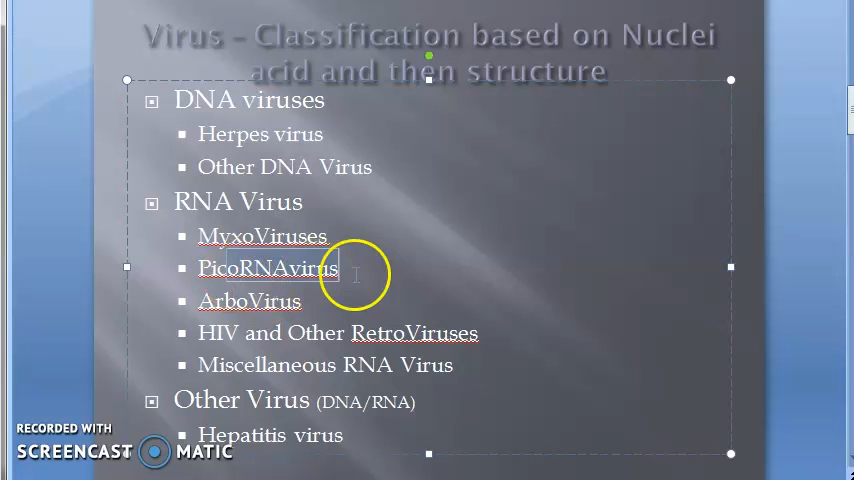 Virus – Classification based on Nuclei
acid and then structure
DNA viruses
Herpes virus
Other DNA Virus
RNA Virus
MyxoViruses
PicoRNAvirus
ArboVirus
HIV and Other RetroViruses
Miscellaneous RNA Virus
Other Virus (DNA/RNA)
Hepatitis virus
RECORDED WITH
SCREENCAST MATIC